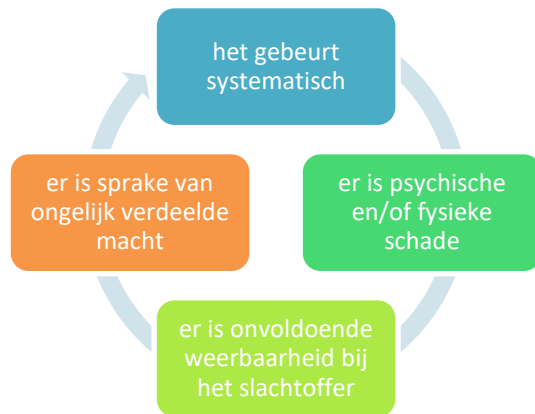 het gebeurt
systematisch
er is psychische
en/of fysieke
schade
er is onvoldoende
weerbaarheid bij
het slachtoffer
er is sprake van
ongelijk verdeelde
macht